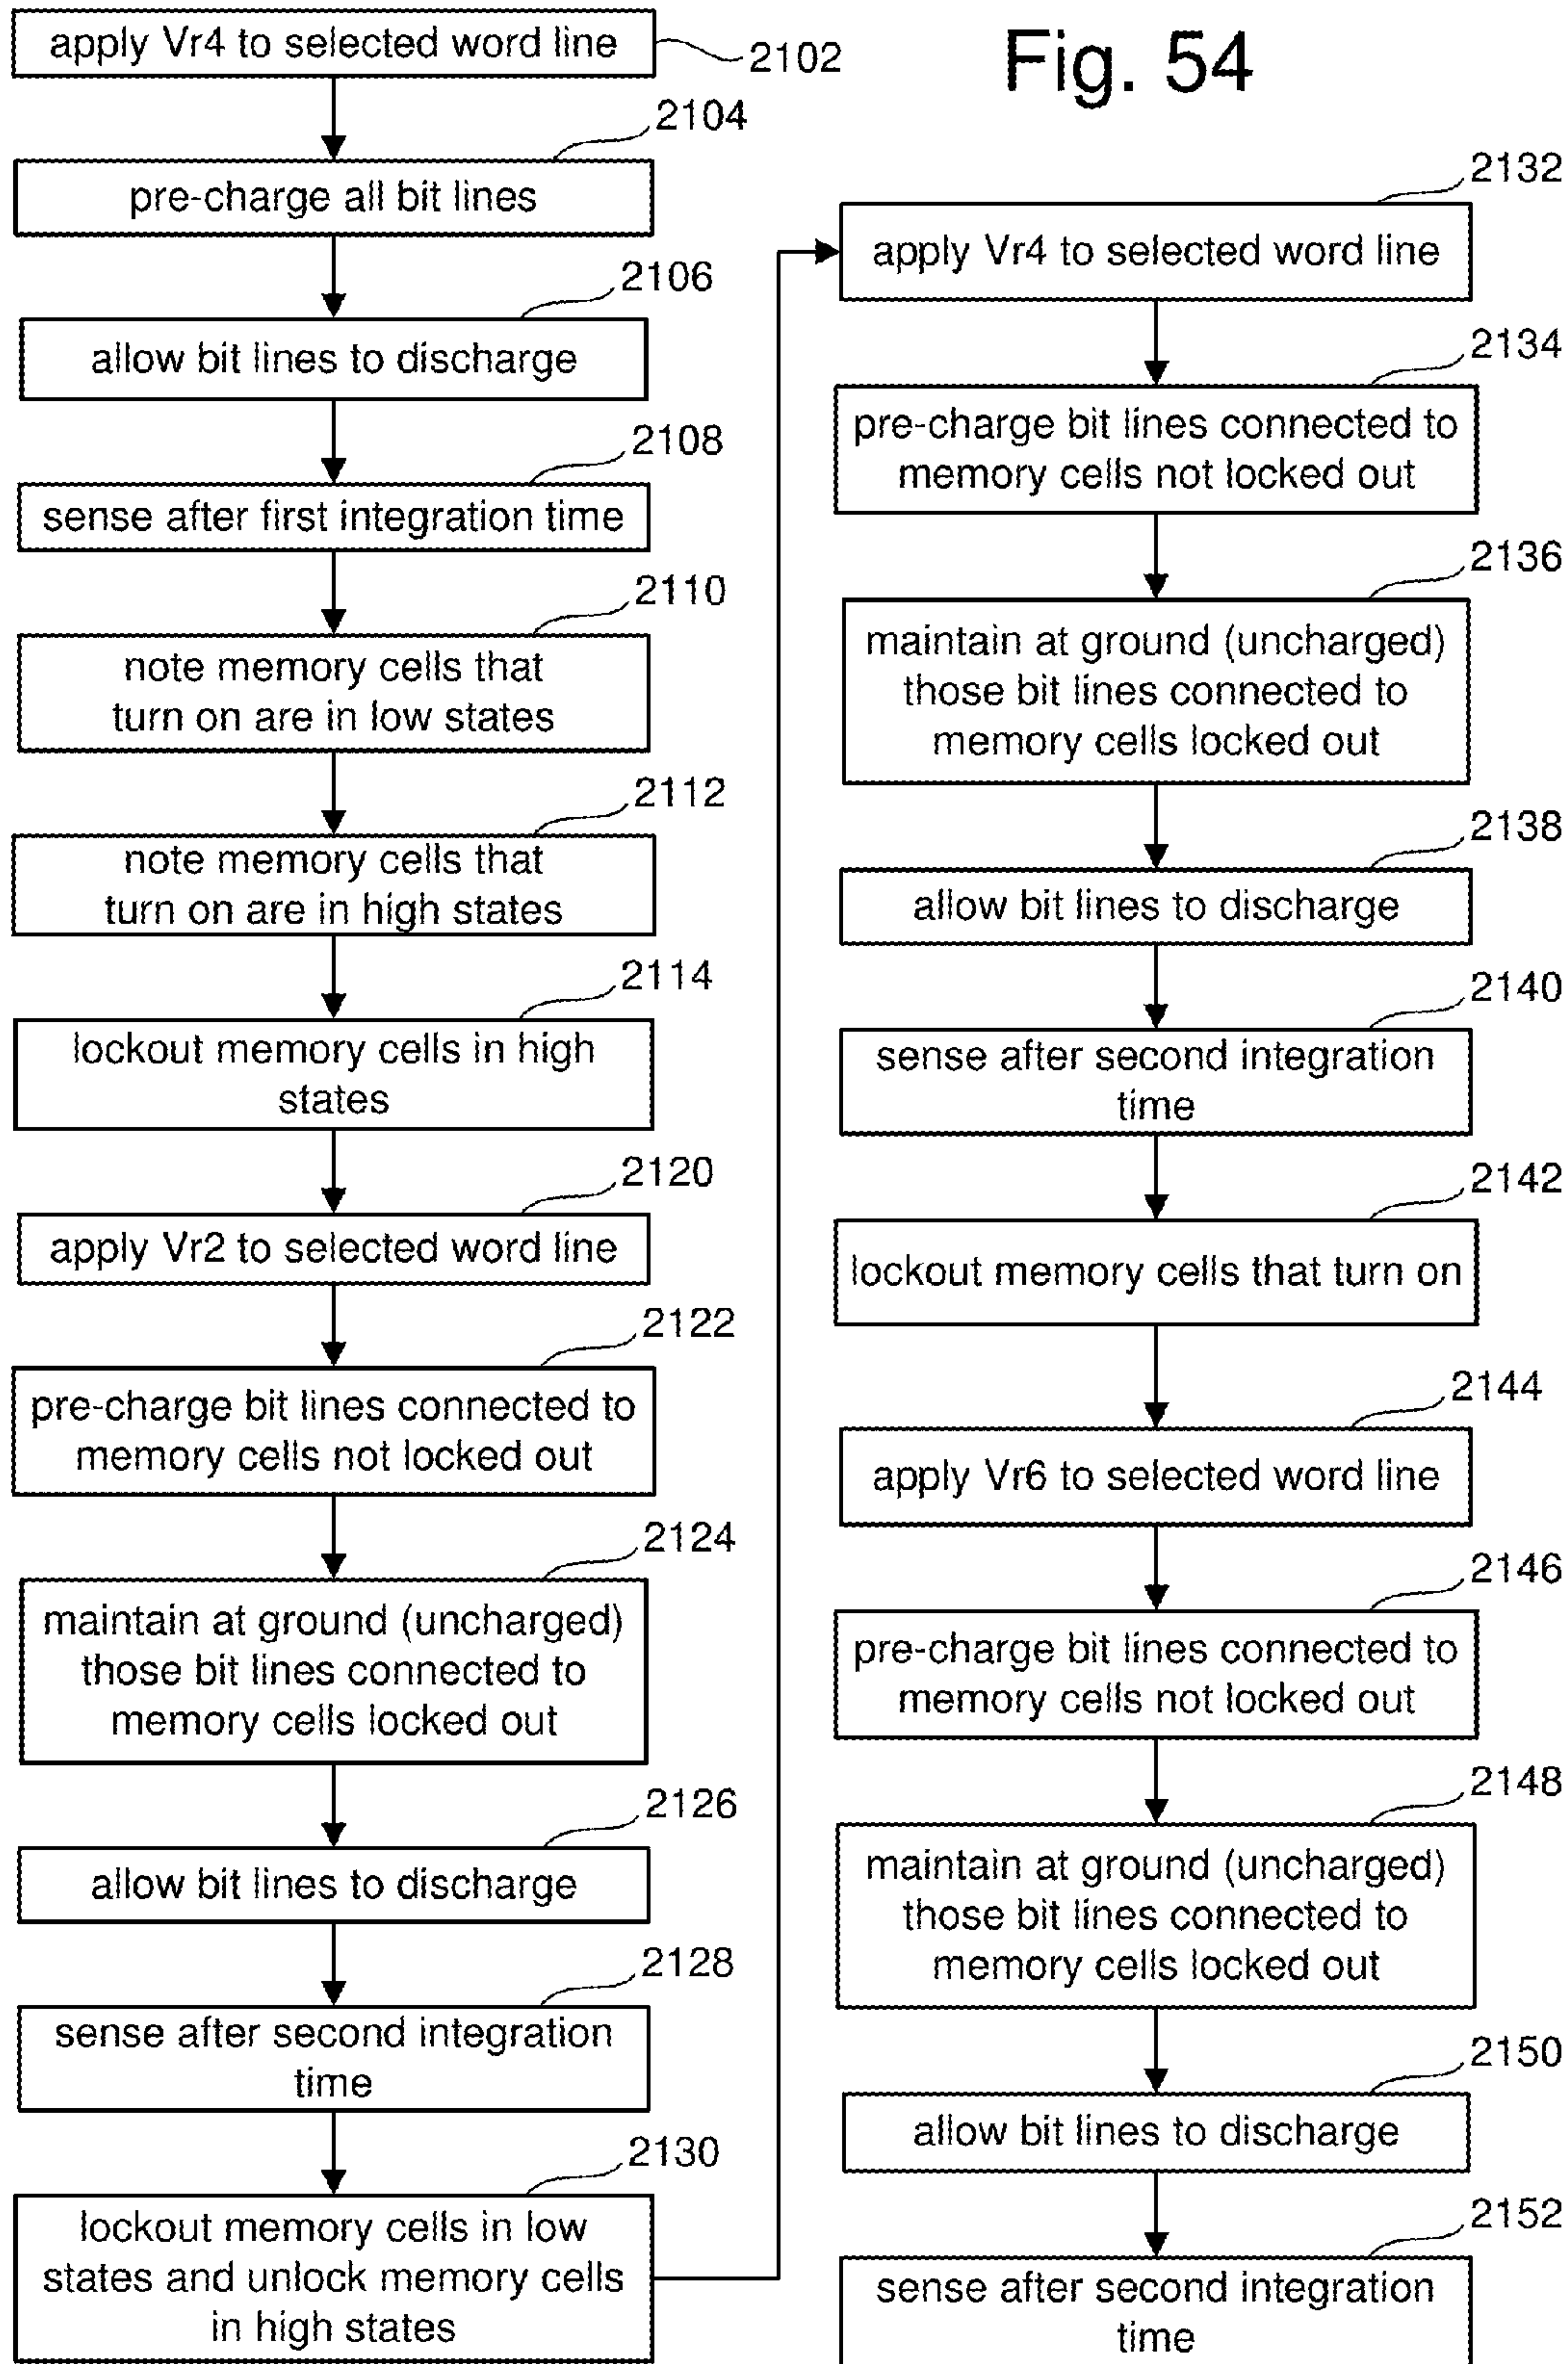 Fig. 54
apply Vr4 to selected word line
2102
2104
pre-charge all bit lines
2106
allow bit lines to discharge
2108
sense after first integration time
2110
note memory cells that
turn on are in low states
2112
note memory cells that
turn on are in high states
2114
lockout memory cells in high
states
2120
apply Vr2 to selected word line
2122
pre-charge bit lines connected to
memory cells not locked out
2124
maintain at ground (uncharged)
those bit lines connected to
memory cells locked out
2126
allow bit lines to discharge
2128
sense after second integration
time
2130
lockout memory cells in low
states and unlock memory cells
in high states
2132
apply Vr4 to selected word line
2134
pre-charge bit lines connected to
memory cells not locked out
2136
maintain at ground (uncharged)
those bit lines connected to
memory cells locked out
2138
allow bit lines to discharge
2140
sense after second integration
time
2142
lockout memory cells that turn on
2144
apply Vr6 to selected word line
2146
pre-charge bit lines connected to
memory cells not locked out
2148
maintain at ground (uncharged)
those bit lines connected to
memory cells locked out
2150
allow bit lines to discharge
2152
sense after second integration
time